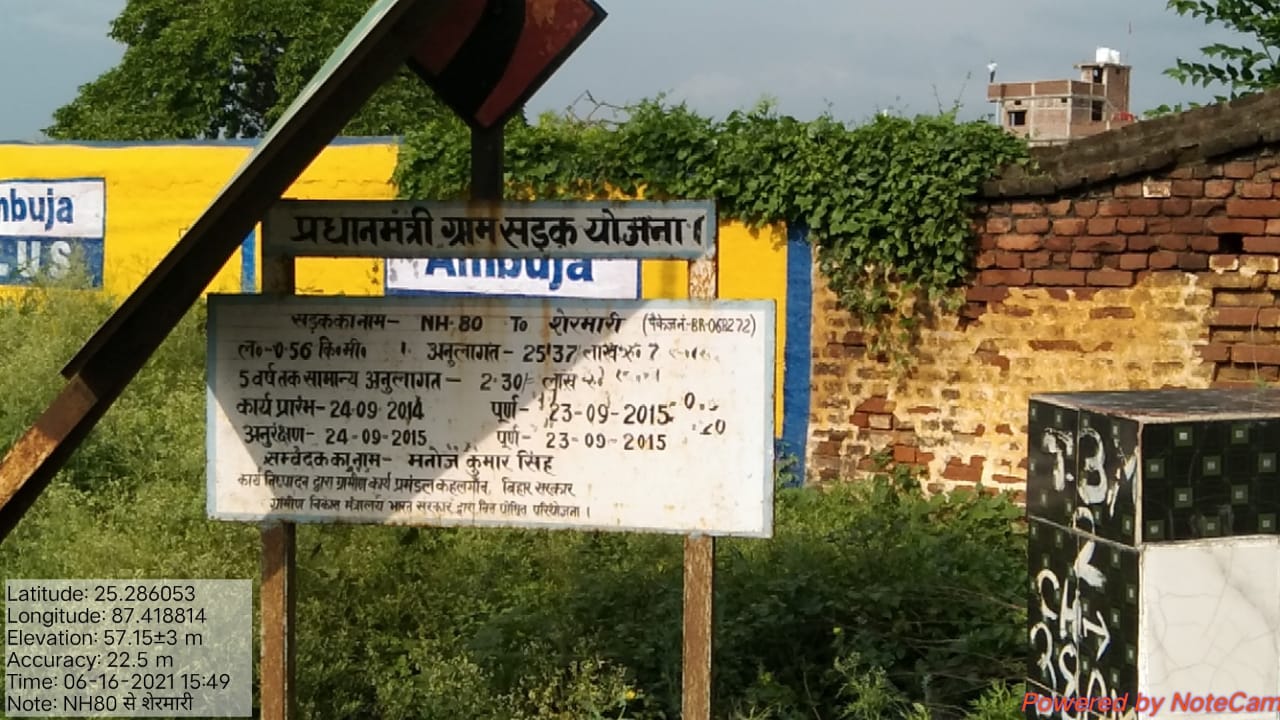 mbuja
Ambuja
प्रधानमंत्री ग्राम सड़क योजना।
सड़क का नाम- NH-80 To शेरमारी (पैकेज नं-BR-06R272)
ल०-0.56 कि०मी० । अनुलागत- 25.37 लाख रु०
5 वर्ष तक सामान्य अनुलागत- 2.30/= लाख रु०
कार्य प्रारंभ- 24-09-2014 पूर्ण- 23-09-2015
अनुरक्षण- 24-09-2015 पूर्ण- 23-09-2015
सम्वेदक का नाम- मनोज कुमार सिंह
कार्य निष्पादन द्वारा ग्रामीण कार्य प्रमंडल कहलगाँव, बिहार सरकार
ग्रामीण विकास मंत्रालय भारत सरकार द्वारा वित्त पोषित परियोजना।
Latitude: 25.286053
Longitude: 87.418814
Elevation: 57.15±3 m
Accuracy: 22.5 m
Time: 06-16-2021 15:49
Note: NH80 से शेरमारी
Powered by NoteCam